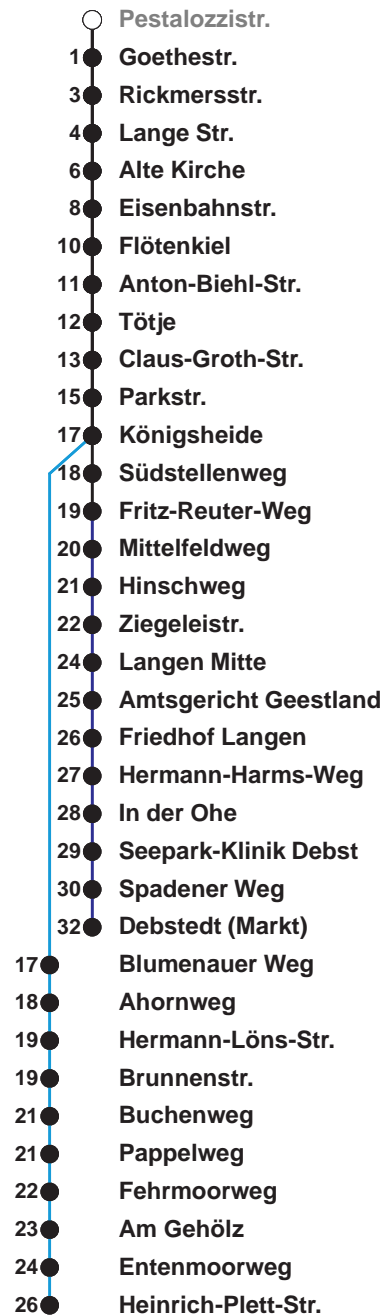 Pestalozzistr.
1 Goethestr.
3 Rickmersstr.
4 Lange Str.
6 Alte Kirche
8 Eisenbahnstr.
10 Flötenkiel
11 Anton-Biehl-Str.
12 Tötje
13 Claus-Groth-Str.
15 Parkstr.
17 Königsheide
18 Südstellenweg
19 Fritz-Reuter-Weg
20 Mittelfeldweg
21 Hinschweg
22 Ziegeleistr.
24 Langen Mitte
25 Amtsgericht Geestland
26 Friedhof Langen
27 Hermann-Harms-Weg
28 In der Ohe
29 Seepark-Klinik Debst
30 Spadener Weg
32 Debstedt (Markt)
17 Blumenauer Weg
18 Ahornweg
19 Hermann-Löns-Str.
19 Brunnenstr.
21 Buchenweg
21 Pappelweg
22 Fehrmoorweg
23 Am Gehölz
24 Entenmoorweg
26 Heinrich-Plett-Str.